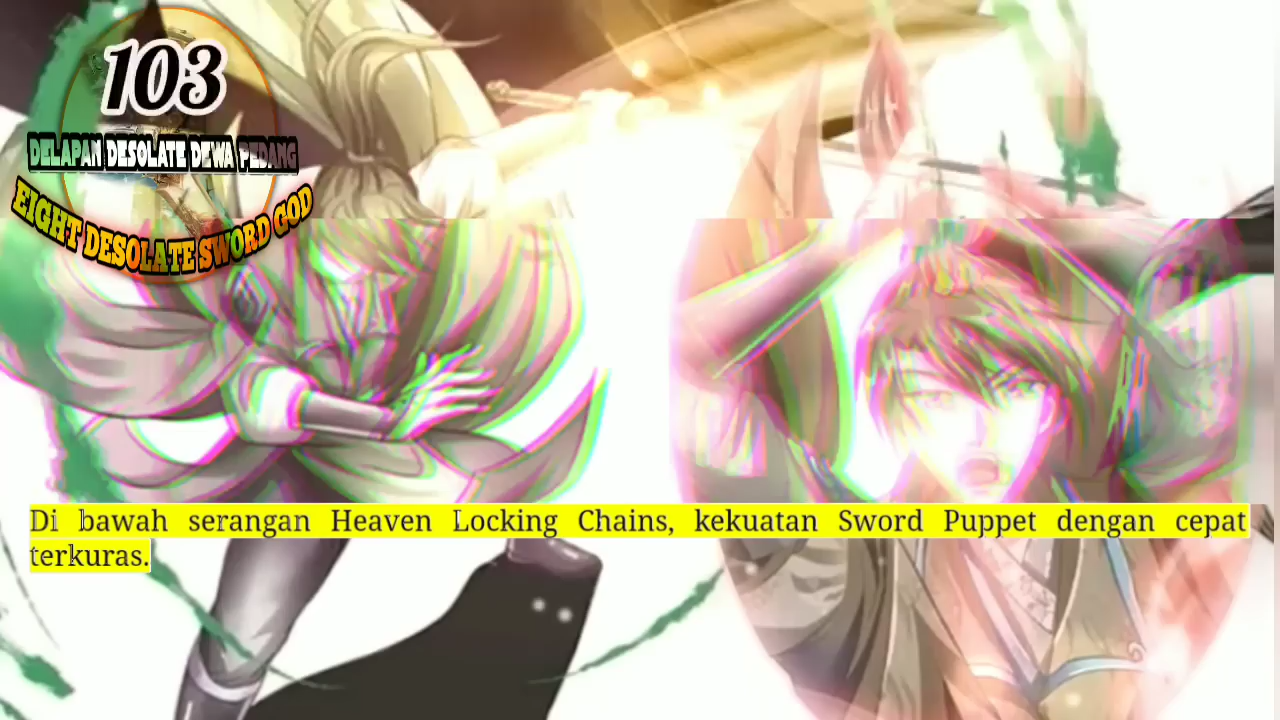 103
DELAPAN DESOLATE DEWA PEDANG
EIGHT DESOLATE SWORD GOD
Di bawah serangan Heaven Locking Chains, kekuatan Sword Puppet dengan cepat
terkuras.